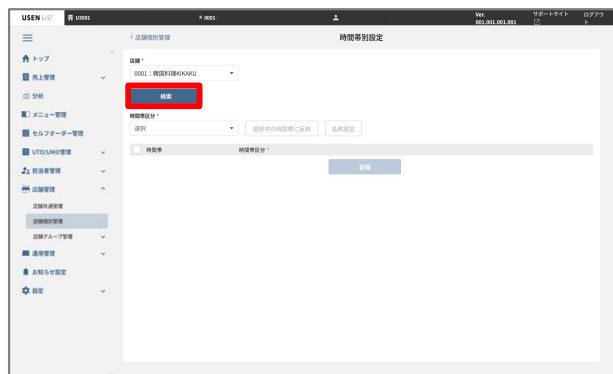 USEN レジ U3001 0001 : Ver. 001.001.001.001 サポートサイト ログアウト
トップ
売上管理
分析
メニュー管理
セルフオーダー管理
UTO/UMO管理
担当者管理
店舗管理
店舗共通管理
店舗個別管理
店舗グループ管理
運用管理
お知らせ設定
設定
< 店舗個別管理
時間帯別設定
店舗 *
0001：韓国料理KIKAKU
検索
時間帯区分 *
選択 選択中の時間帯に反映 名称設定
時間帯 時間帯区分 *
登録